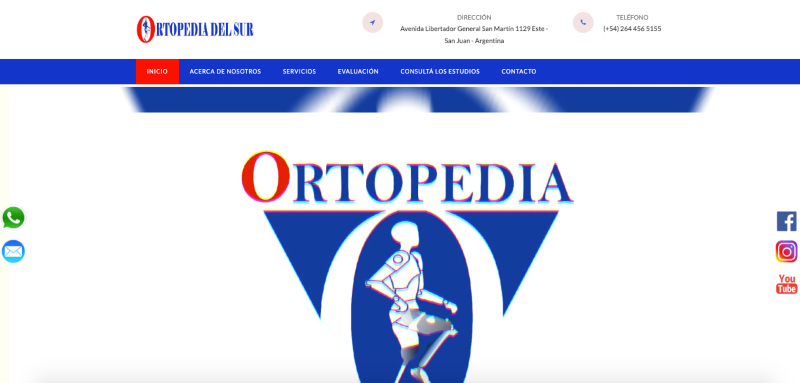 ORTOPEDIA DEL SUR
DIRECCIÓN
Avenida Libertador General San Martín 1129 Este -
San Juan - Argentina
TELÉFONO
(+54) 264 456 5155
INICIO
ACERCA DE NOSOTROS
SERVICIOS
EVALUACIÓN
CONSULTÁ LOS ESTUDIOS
CONTACTO
ORTOPEDIA
You
Tube